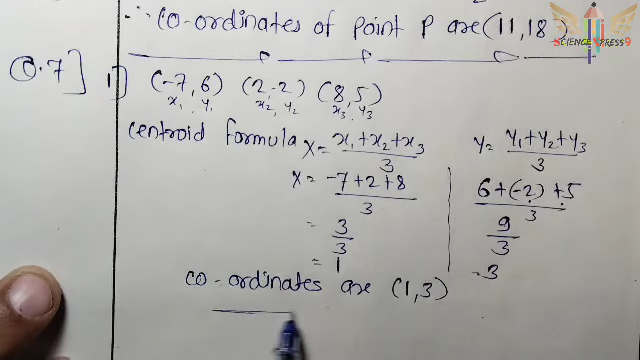 ∴ co-ordinates of point P are (11,18)
SCIENCE XPRESS 9
Q.7] 1] (-7,6) (2,-2) (8,5)
x₁ , y₁ x₂ , y₂ x₃ , y₃
centroid formula x = x₁+x₂+x₃ / 3 y = y₁+y₂+y₃ / 3
x = -7+2+8 / 3 6+(-2)+5 / 3
= 3/3 9/3
= 1 = 3
co-ordinates are (1,3)